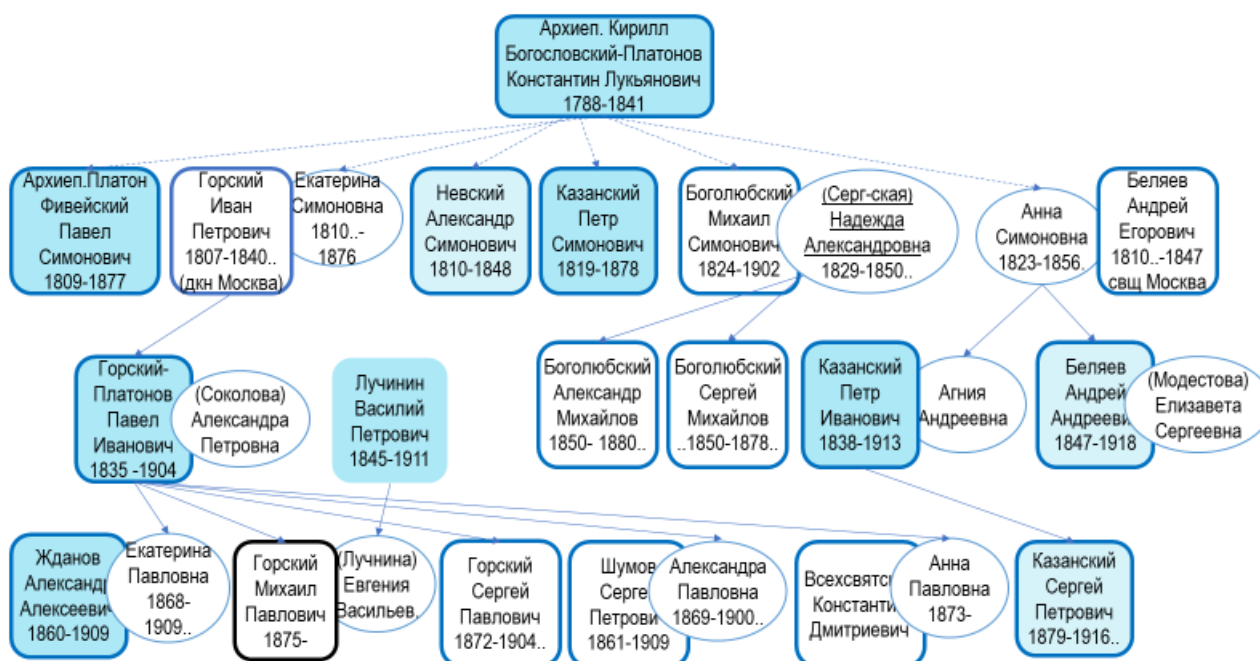 Архиеп. Кирилл
Богословский-Платонов
Константин Лукьянович
1788-1841
Архиеп.Платон
Фивейский
Павел
Симонович
1809-1877
Горский
Иван
Петрович
1807-1840..
(дкн Москва)
Екатерина
Симоновна
1810..-
1876
Невский
Александр
Симонович
1810-1848
Казанский
Петр
Симонович
1819-1878
Боголюбский
Михаил
Симонович
1824-1902
(Серг-ская)
Надежда
Александровна
1829-1850..
Анна
Симоновна
1823-1856.
Беляев
Андрей
Егорович
1810..-1847
свщ Москва
Горский-
Платонов
Павел
Иванович
1835 -1904
(Соколова)
Александра
Петровна
Лучинин
Василий
Петрович
1845-1911
Боголюбский
Александр
Михайлов
1850- 1880..
Боголюбский
Сергей
Михайлов
..1850-1878..
Казанский
Петр
Иванович
1838-1913
Агния
Андреевна
Беляев
Андрей
Андрееви
1847-1918
(Модестова)
Елизавета
Сергеевна
Жданов
Александр
Алексеевич
1860-1909
Екатерина
Павловна
1868-
1909..
Горский
Михаил
Павлович
1875-
(Лучнина)
Евгения
Васильев.
Горский
Сергей
Павлович
1872-1904..
Шумов
Серге
Петрови
1861-1909
Александра
Павловна
1869-1900..
Всехсвятс
Константи
Дмитриевич
Анна
Павловна
1873-
Казанский
Сергей
Петрович
1879-1916..